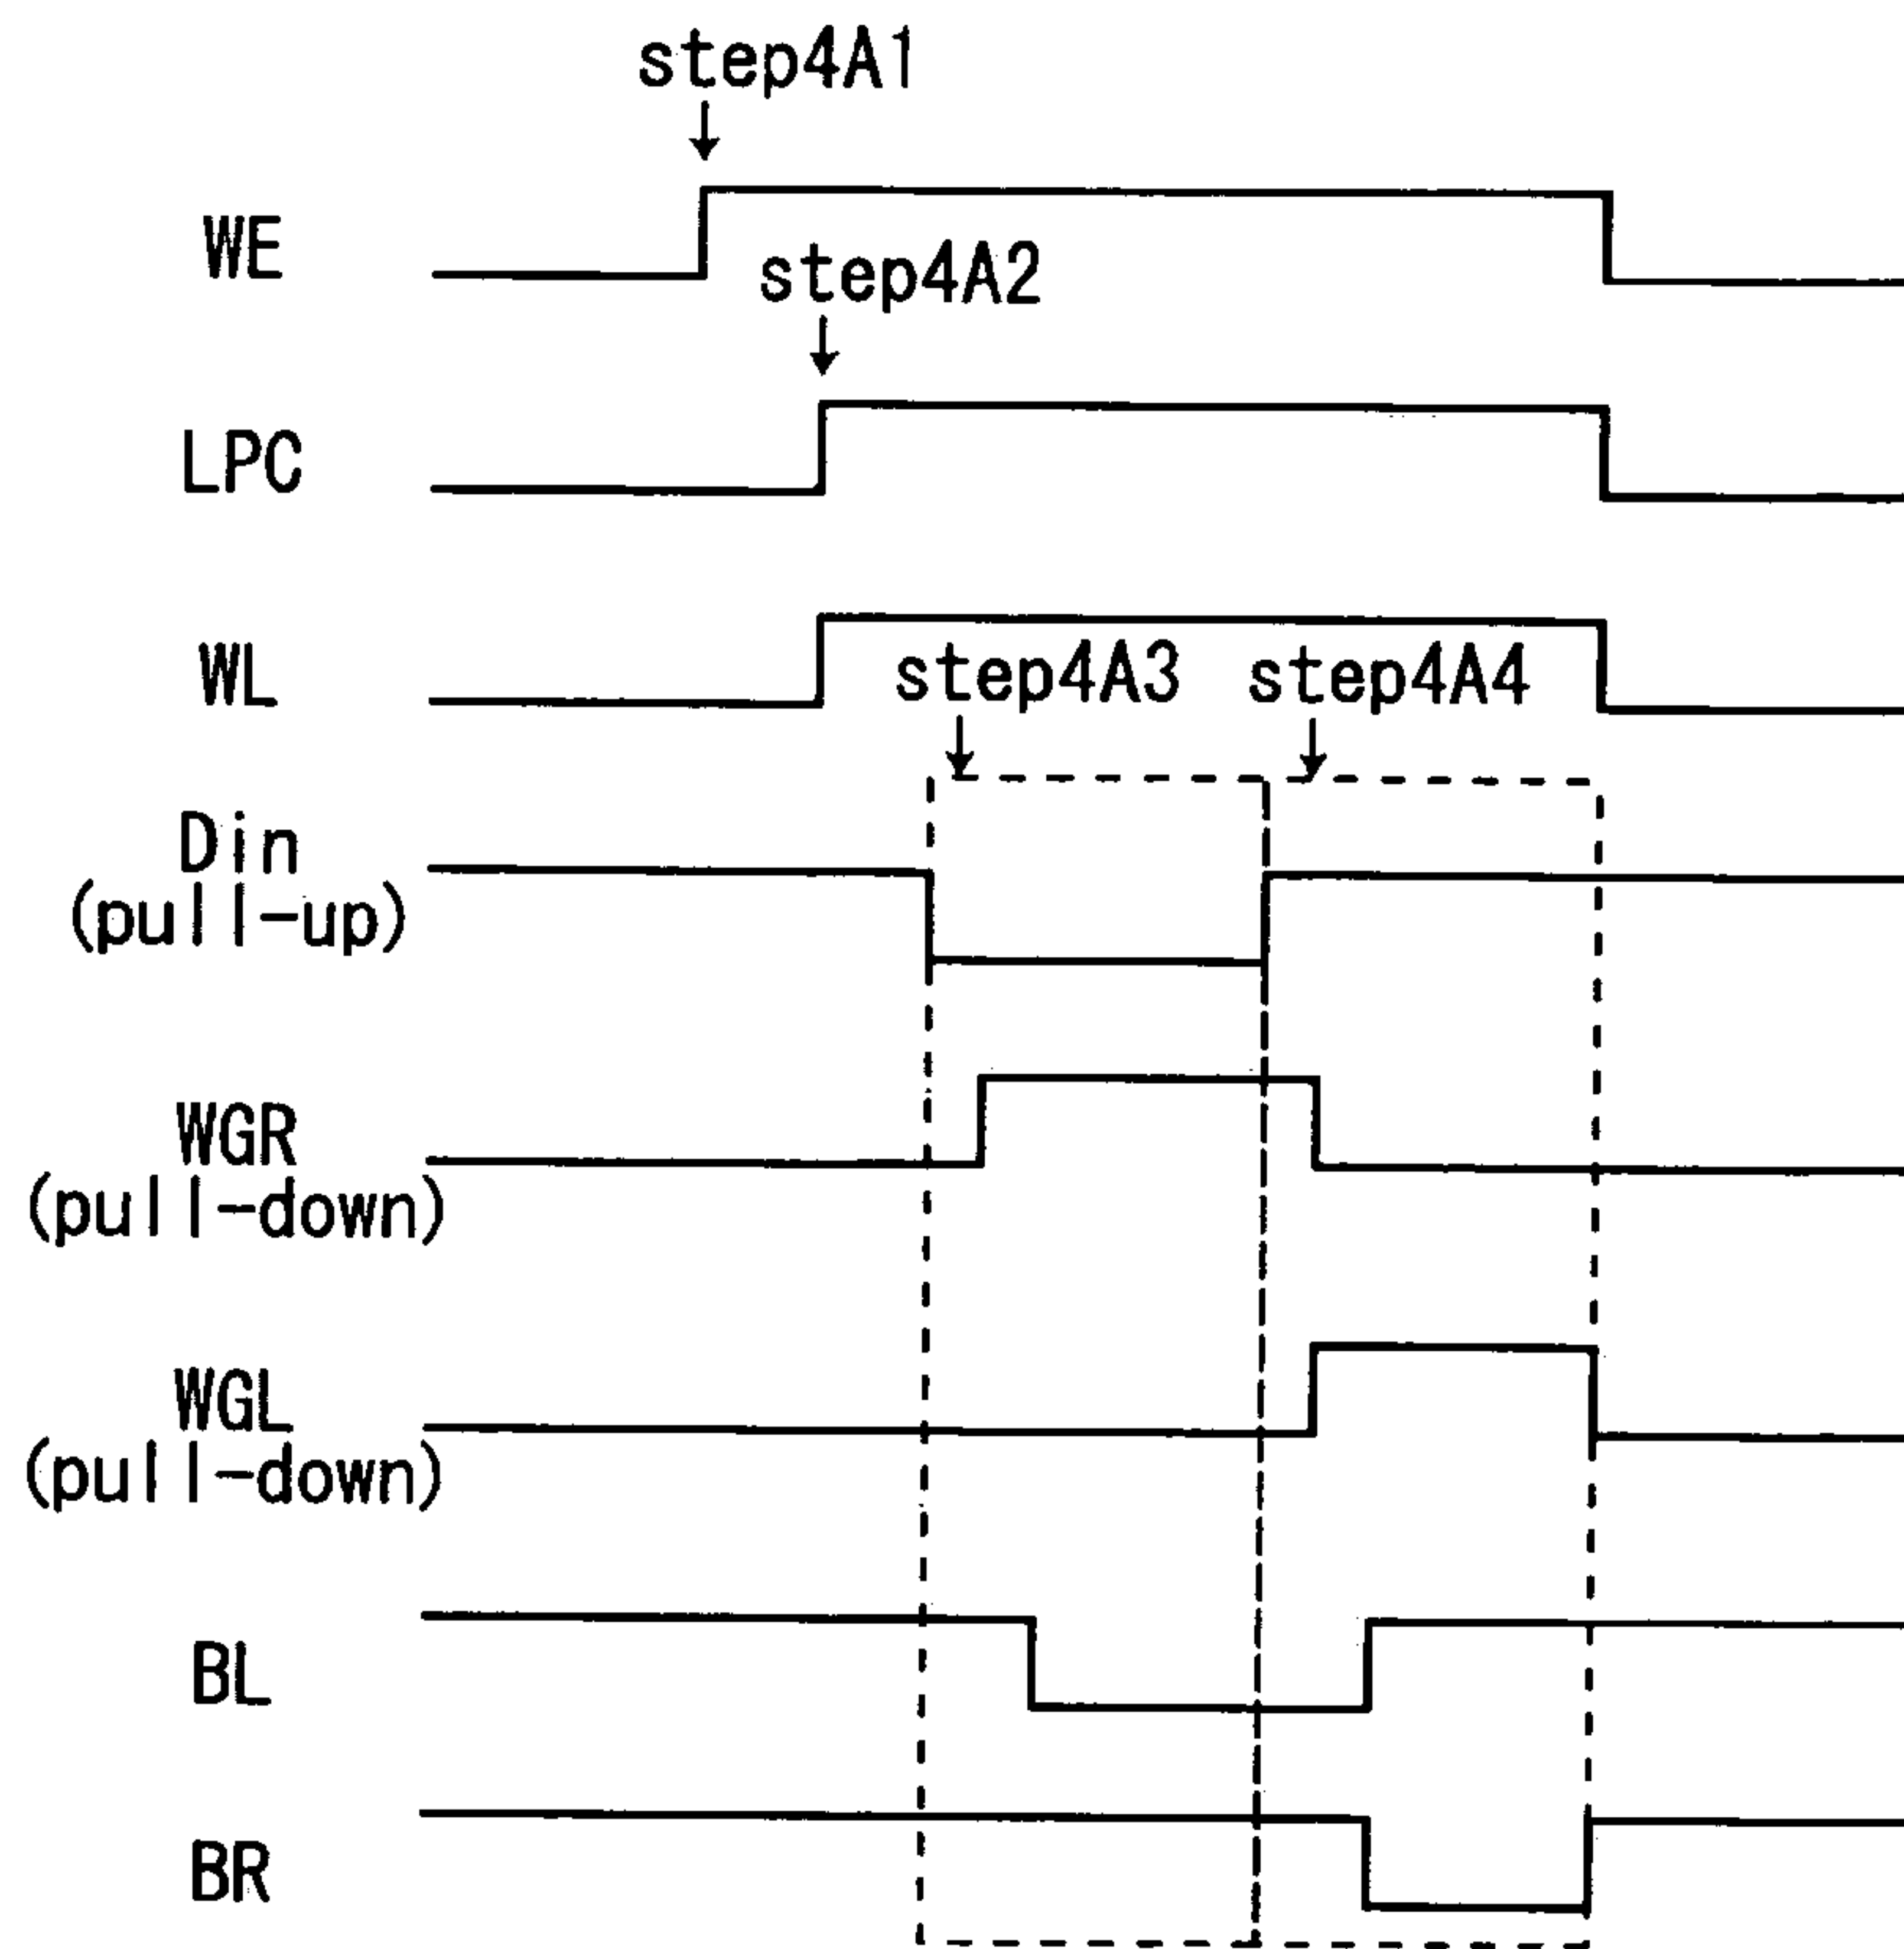 step4A1
WE
step4A2
LPC
WL
step4A3 step4A4
Din
(pull-up)
WGR
(pull-down)
WGL
(pull-down)
BL
BR